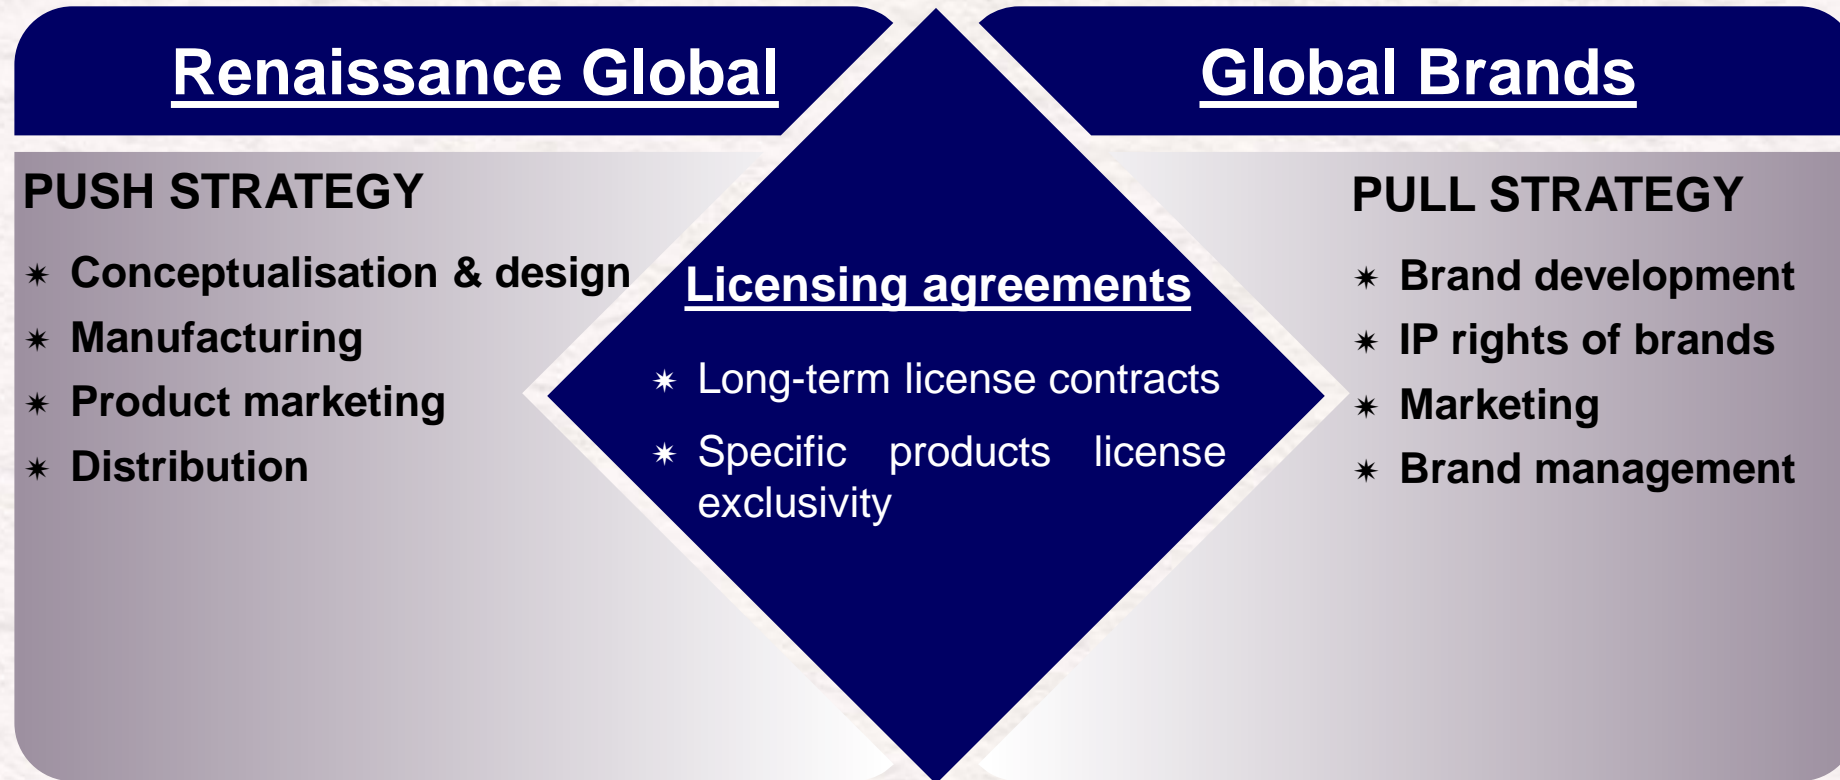 Renaissance Global
PUSH STRATEGY
Conceptualisation & design
Manufacturing
Product marketing
Distribution
Licensing agreements
Long-term license contracts
Specific products license
exclusivity
Global Brands
PULL STRATEGY
Brand development
IP rights of brands
Marketing
Brand management